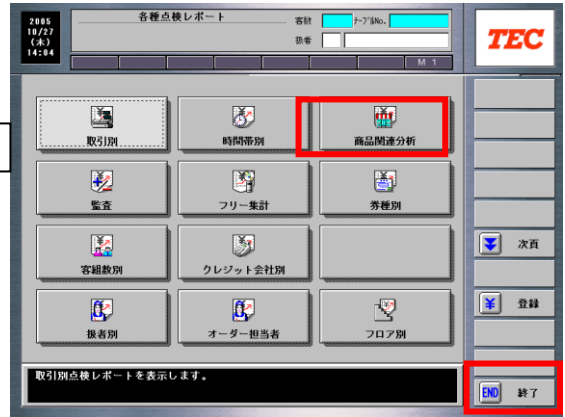 2005
10/27
(木)
14:04
各種点検レポート
客数
テーブルNo.
扱者
M 1
TEC
取引別
時間帯別
商品関連分析
監査
フリー集計
券種別
客組数別
クレジット会社別
扱者別
オーダー担当者
フロア別
次頁
¥ 登録
END 終了
取引別点検レポートを表示します。